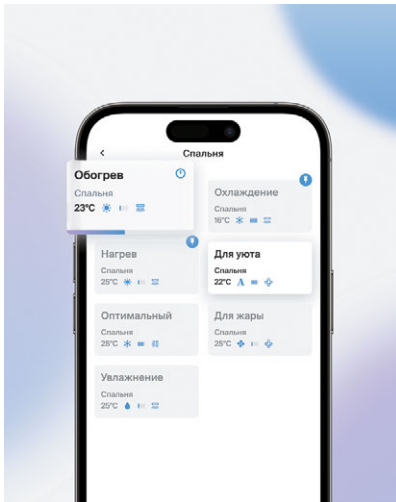 Спальня
Обогрев
Спальня
23°C
Охлаждение
Спальня
16°C
Нагрев
Спальня
25°C
Для уюта
Спальня
22°C
A
Оптимальный
Спальня
25°C
Для жары
Спальня
25°C
Увлажнение
Спальня
25°C